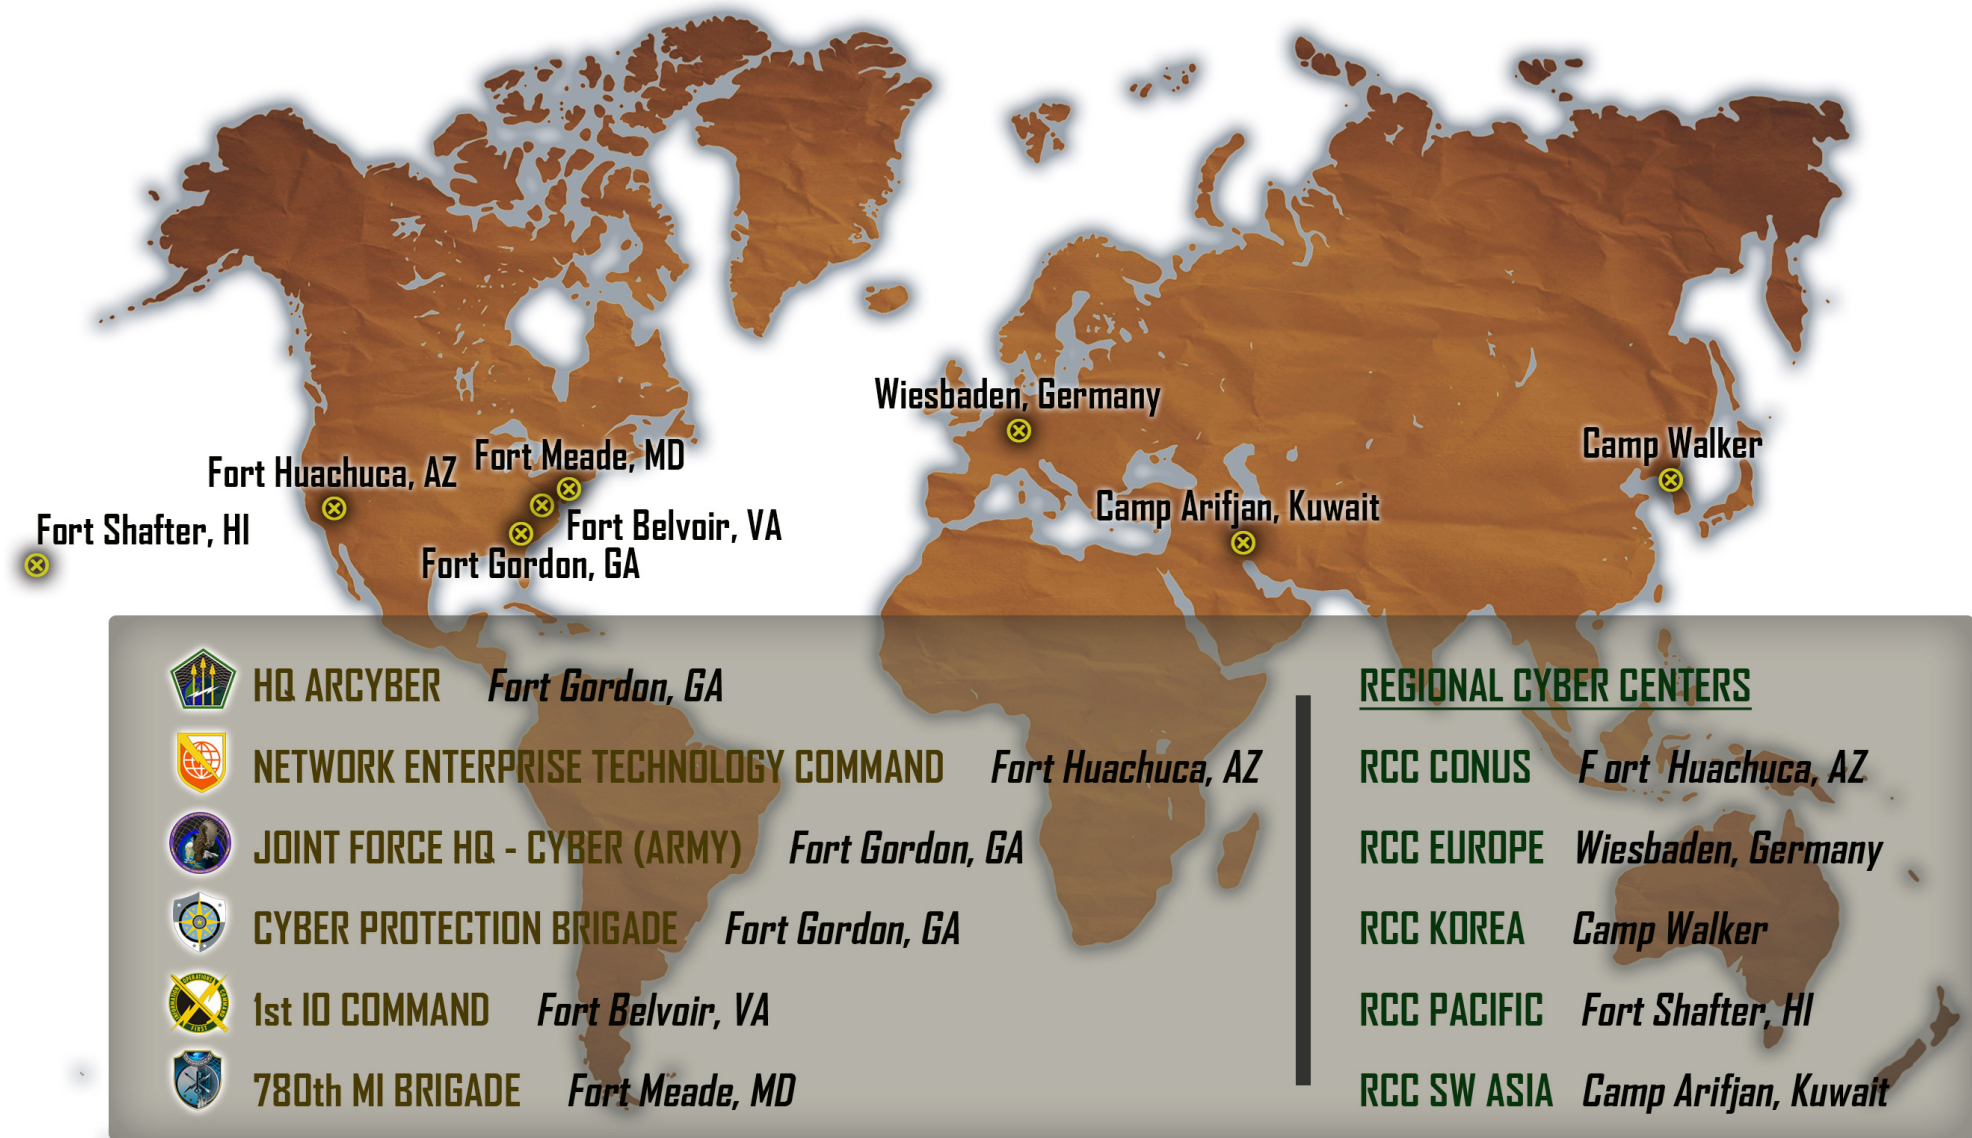 Wiesbaden, Germany
Camp Walker
Fort Meade, MD
Fort Huachuca, AZ
Camp Arifjan, Kuwait
Fort Shafter, HI
Fort Belvoir, VA
Fort Gordon, GA
HQ ARCYBER Fort Gordon, GA
NETWORK ENTERPRISE TECHNOLOGY COMMAND Fort Huachuca, AZ
JOINT FORCE HQ - CYBER (ARMY) Fort Gordon, GA
CYBER PROTECTION BRIGADE Fort Gordon, GA
1st IO COMMAND Fort Belvoir, VA
780th MI BRIGADE Fort Meade, MD
REGIONAL CYBER CENTERS
RCC CONUS F ort Huachuca, AZ
RCC EUROPE Wiesbaden, Germany
RCC KOREA Camp Walker
RCC PACIFIC Fort Shafter, HI
RCC SW ASIA Camp Arifjan, Kuwait